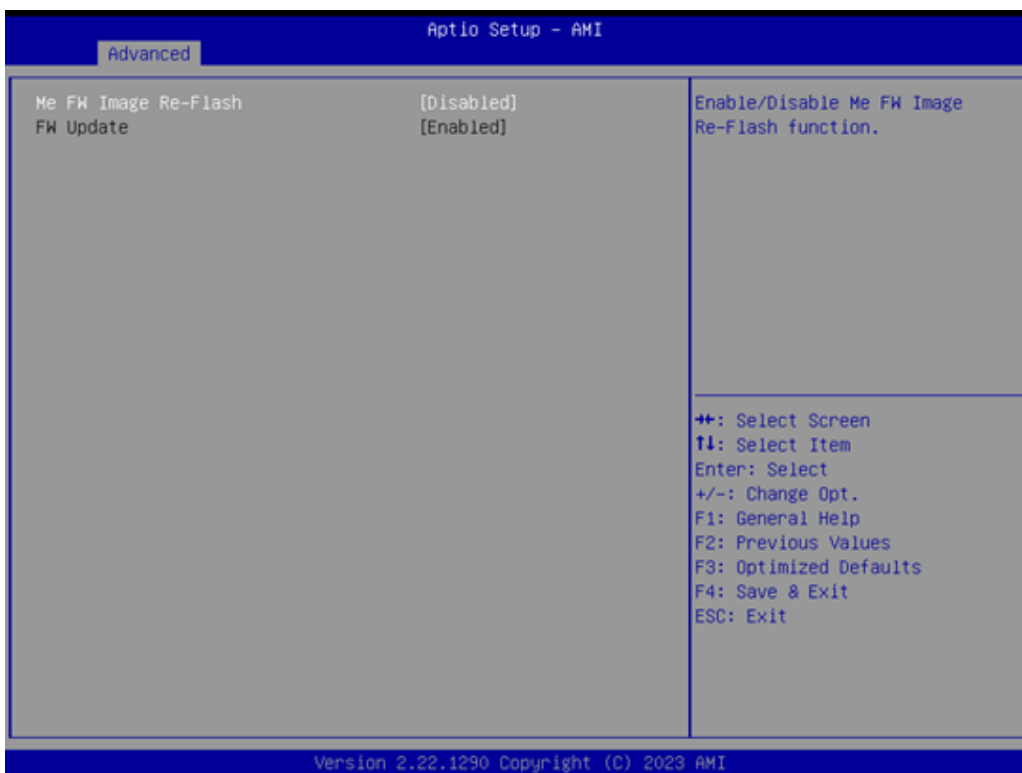 Aptio Setup - AMI
Advanced
Me FW Image Re-Flash [Disabled]
FW Update [Enabled]
Enable/Disable Me FW Image
Re-Flash function.
→←: Select Screen
↑↓: Select Item
Enter: Select
+/-: Change Opt.
F1: General Help
F2: Previous Values
F3: Optimized Defaults
F4: Save & Exit
ESC: Exit
Version 2.22.1290 Copyright (C) 2023 AMI